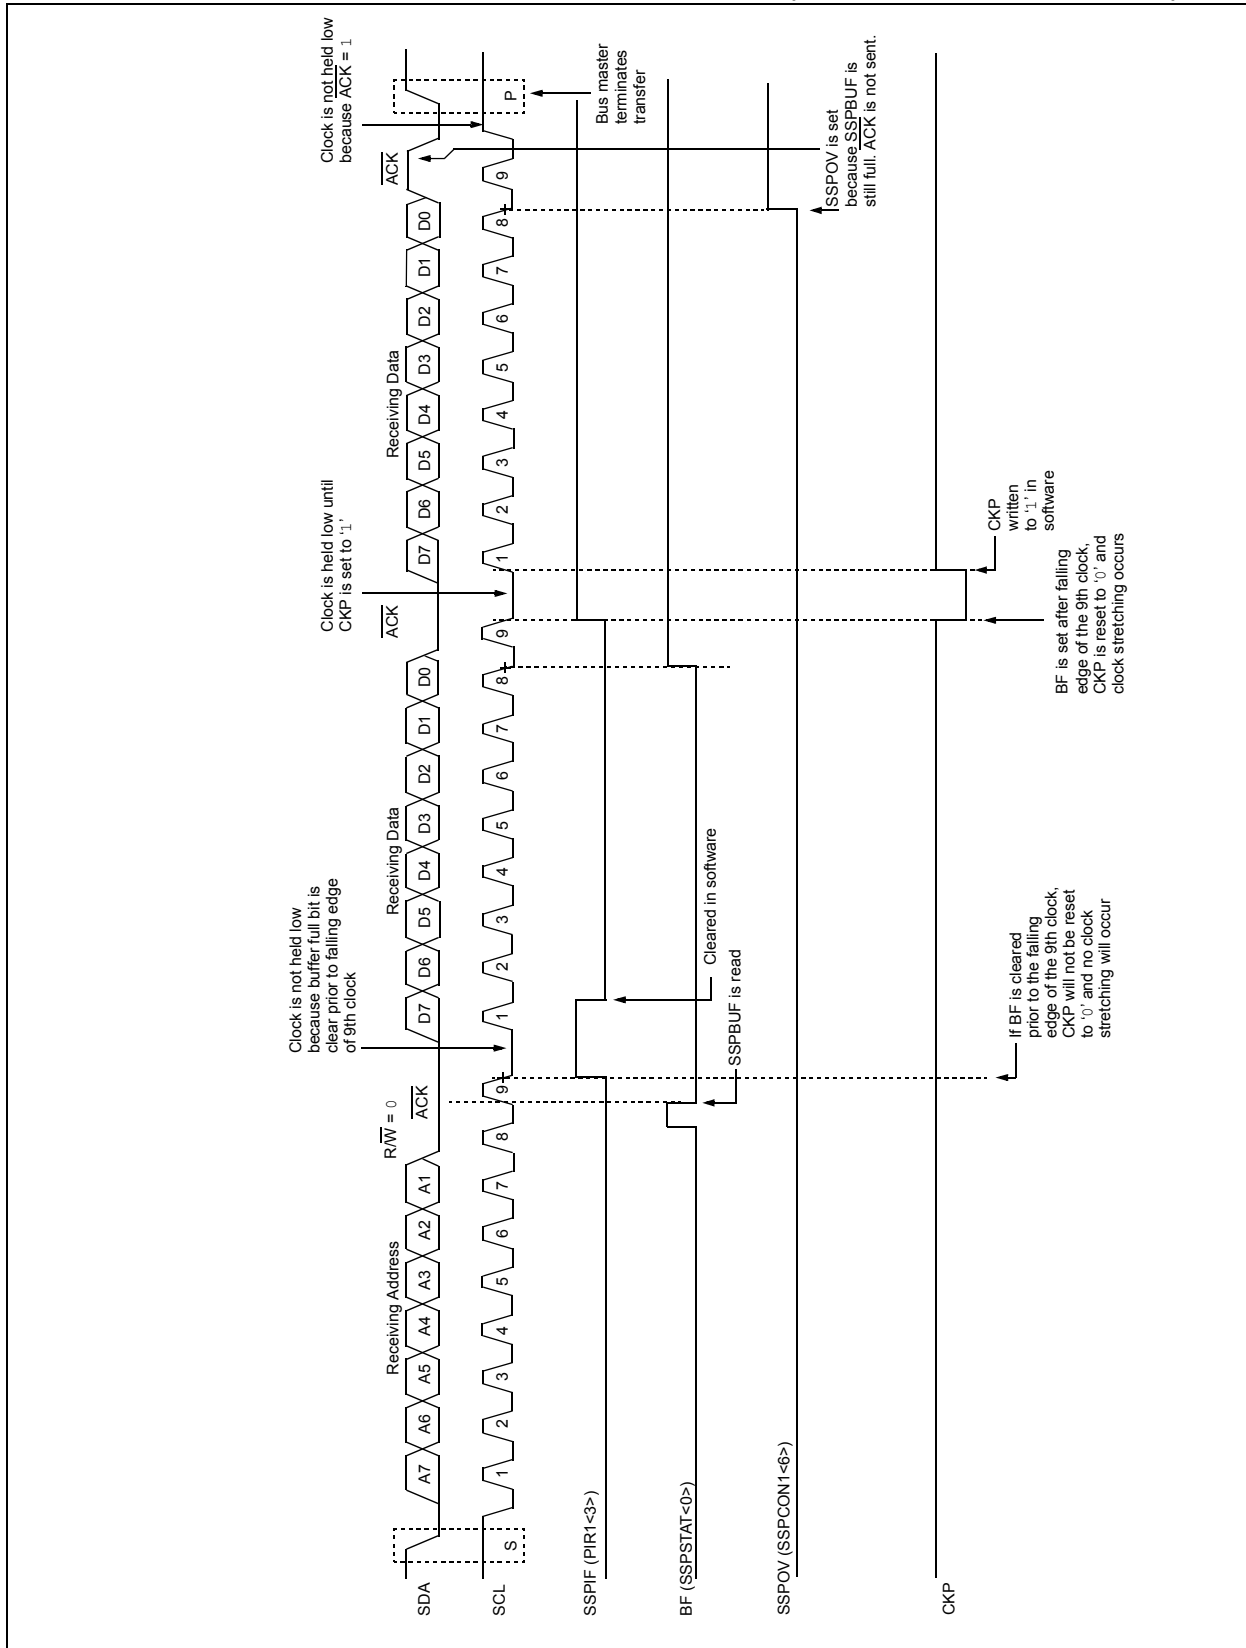 Clock is not held low
because buffer full bit is
clear prior to falling edge
of 9th clock
Clock is held low until
CKP is set to ‘1’
Clock is not held low
because ACK = 1
Receiving Address
R/W = 0
ACK
Receiving Data
ACK
Receiving Data
ACK
SDA
A7 A6 A5 A4 A3 A2 A1
D7 D6 D5 D4 D3 D2 D1 D0
D7 D6 D5 D4 D3 D2 D1 D0
SCL
S
1 2 3 4 5 6 7 8 9
1 2 3 4 5 6 7 8 9
1 2 3 4 5 6 7 8 9
P
SSPIF (PIR1<3>)
Bus master
terminates
transfer
BF (SSPSTAT<0>)
Cleared in software
SSPBUF is read
SSPOV (SSPCON1<6>)
SSPOV is set
because SSPBUF is
still full. ACK is not sent.
CKP
CKP
written
to ‘1’ in
software
If BF is cleared
prior to the falling
edge of the 9th clock,
CKP will not be reset
to ‘0’ and no clock
stretching will occur
BF is set after falling
edge of the 9th clock,
CKP is reset to ‘0’ and
clock stretching occurs